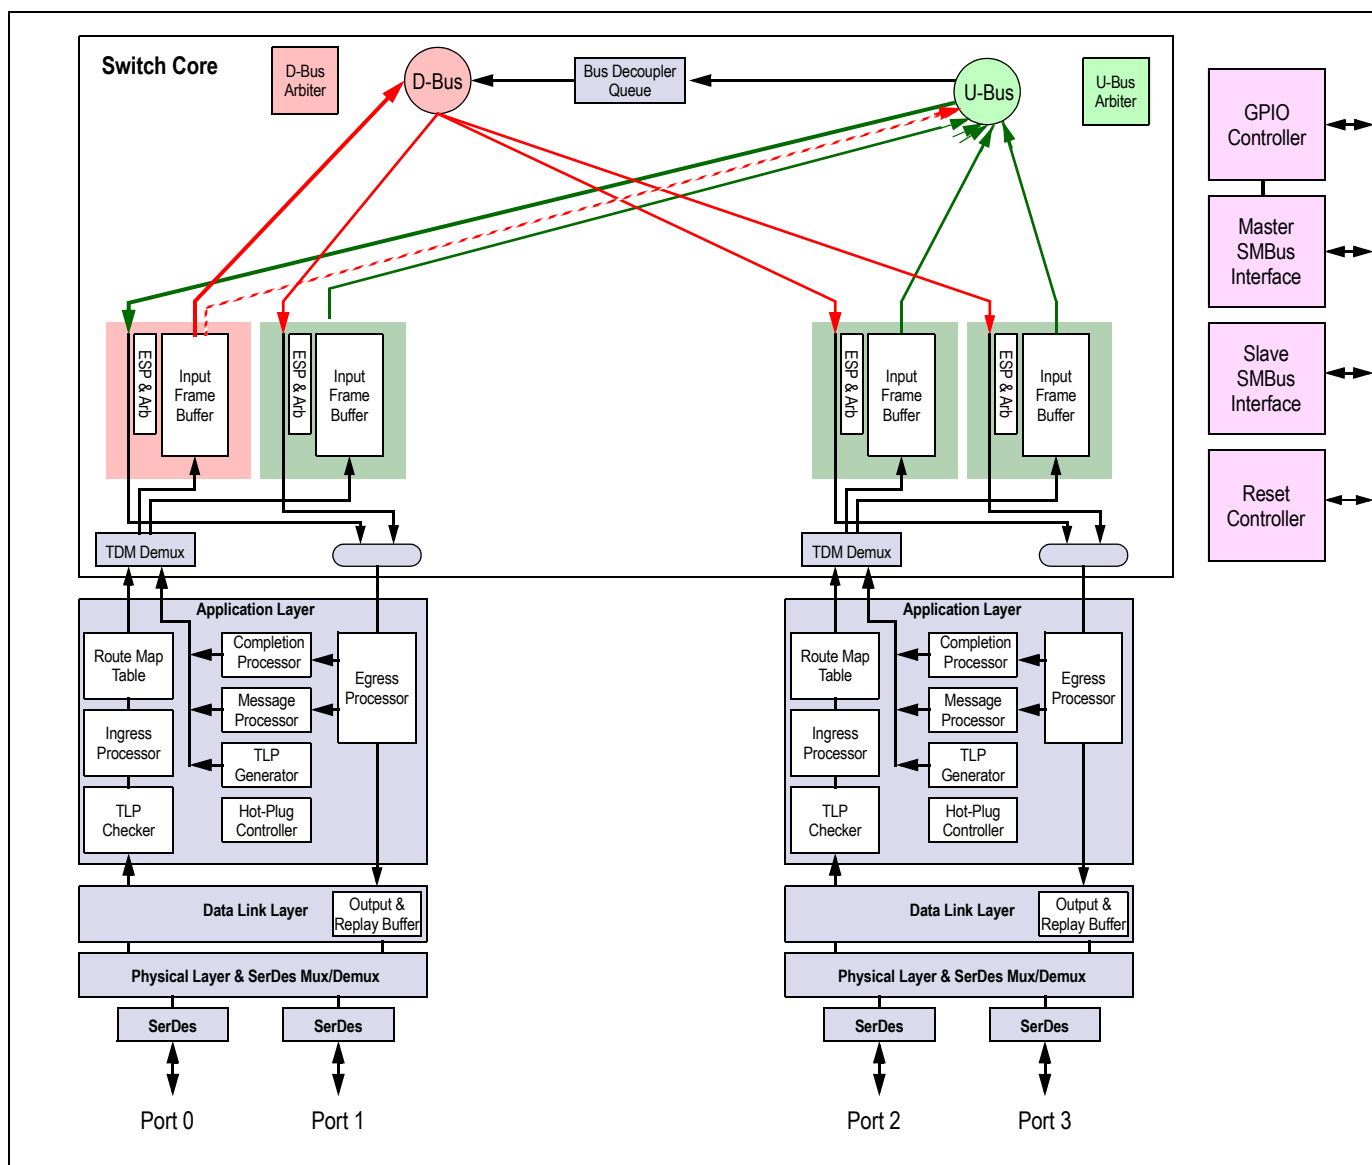 Switch Core
D-Bus
Arbiter
D-Bus
Bus Decoupler
Queue
U-Bus
U-Bus
Arbiter
GPIO
Controller
Master
SMBus
Interface
Slave
SMBus
Interface
Reset
Controller
ESP & Arb
Input
Frame
Buffer
ESP & Arb
Input
Frame
Buffer
ESP & Arb
Input
Frame
Buffer
ESP & Arb
Input
Frame
Buffer
TDM Demux
TDM Demux
Application Layer
Route Map
Table
Ingress
Processor
TLP
Checker
Completion
Processor
Message
Processor
TLP
Generator
Hot-Plug
Controller
Egress
Processor
Data Link Layer
Output &
Replay Buffer
Physical Layer & SerDes Mux/Demux
SerDes
SerDes
Port 0
Port 1
Application Layer
Route Map
Table
Ingress
Processor
TLP
Checker
Completion
Processor
Message
Processor
TLP
Generator
Hot-Plug
Controller
Egress
Processor
Data Link Layer
Output &
Replay Buffer
Physical Layer & SerDes Mux/Demux
SerDes
SerDes
Port 2
Port 3